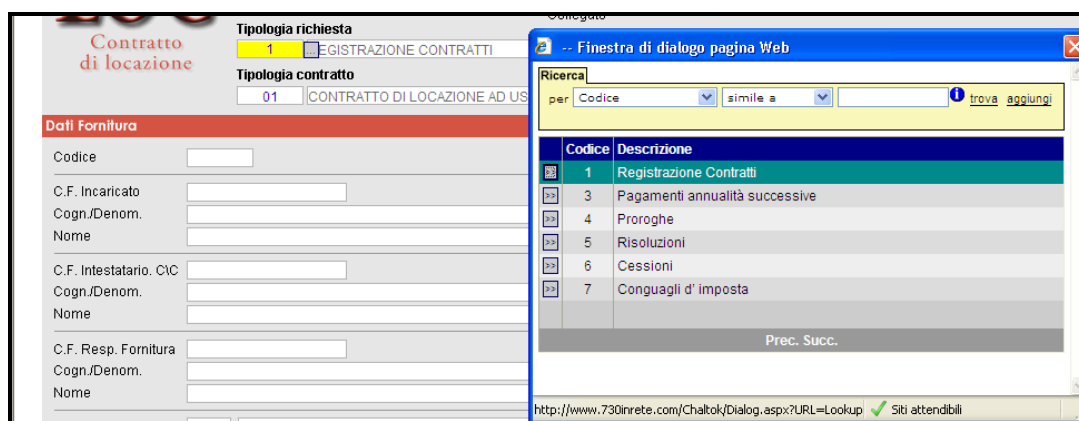 Collegato
Contratto
di locazione
Tipologia richiesta
1 ... EGISTRAZIONE CONTRATTI
Tipologia contratto
01 CONTRATTO DI LOCAZIONE AD US
Dati Fornitura
Codice
C.F. Incaricato
Cogn./Denom.
Nome
C.F. Intestatario. C\C
Cogn./Denom.
Nome
C.F. Resp. Fornitura
Cogn./Denom.
Nome
-- Finestra di dialogo pagina Web
Ricerca
per Codice simile a trova aggiungi
Codice Descrizione
>> 1 Registrazione Contratti
>> 3 Pagamenti annualità successive
>> 4 Proroghe
>> 5 Risoluzioni
>> 6 Cessioni
>> 7 Conguagli d' imposta
Prec. Succ.
http://www.730inrete.com/Chaltok/Dialog.aspx?URL=Lookup Siti attendibili